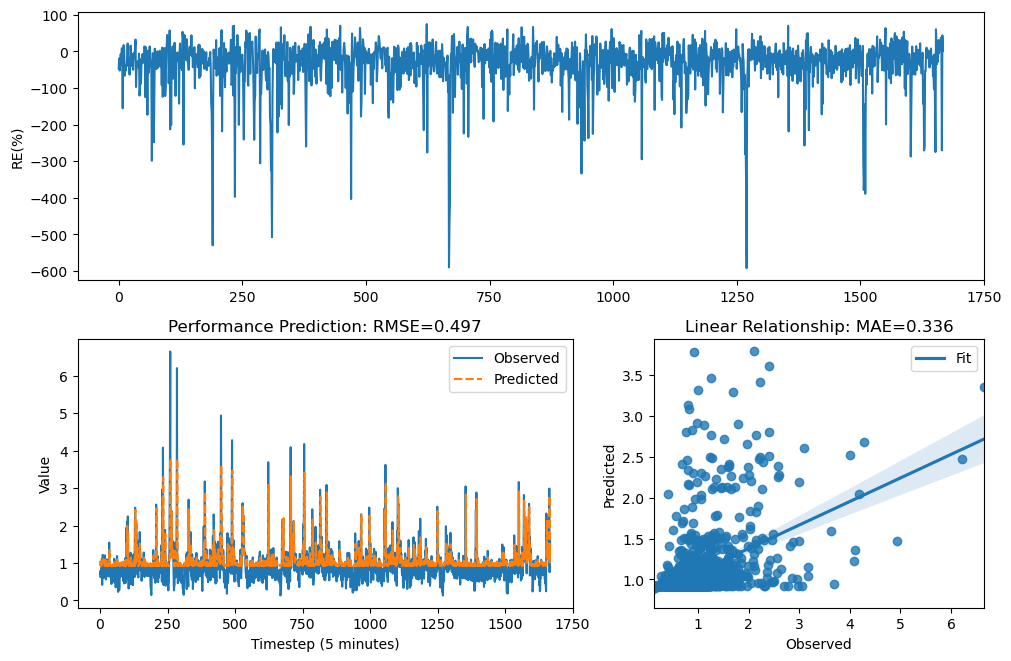 100
0
−100
−200
−300
−400
−500
−600
RE(%)
0 250 500 750 1000 1250 1500 1750
Performance Prediction: RMSE=0.497
Observed
Predicted
6
5
4
3
2
1
0
Value
0 250 500 750 1000 1250 1500 1750
Timestep (5 minutes)
Linear Relationship: MAE=0.336
Fit
3.5
3.0
2.5
2.0
1.5
1.0
Predicted
1 2 3 4 5 6
Observed